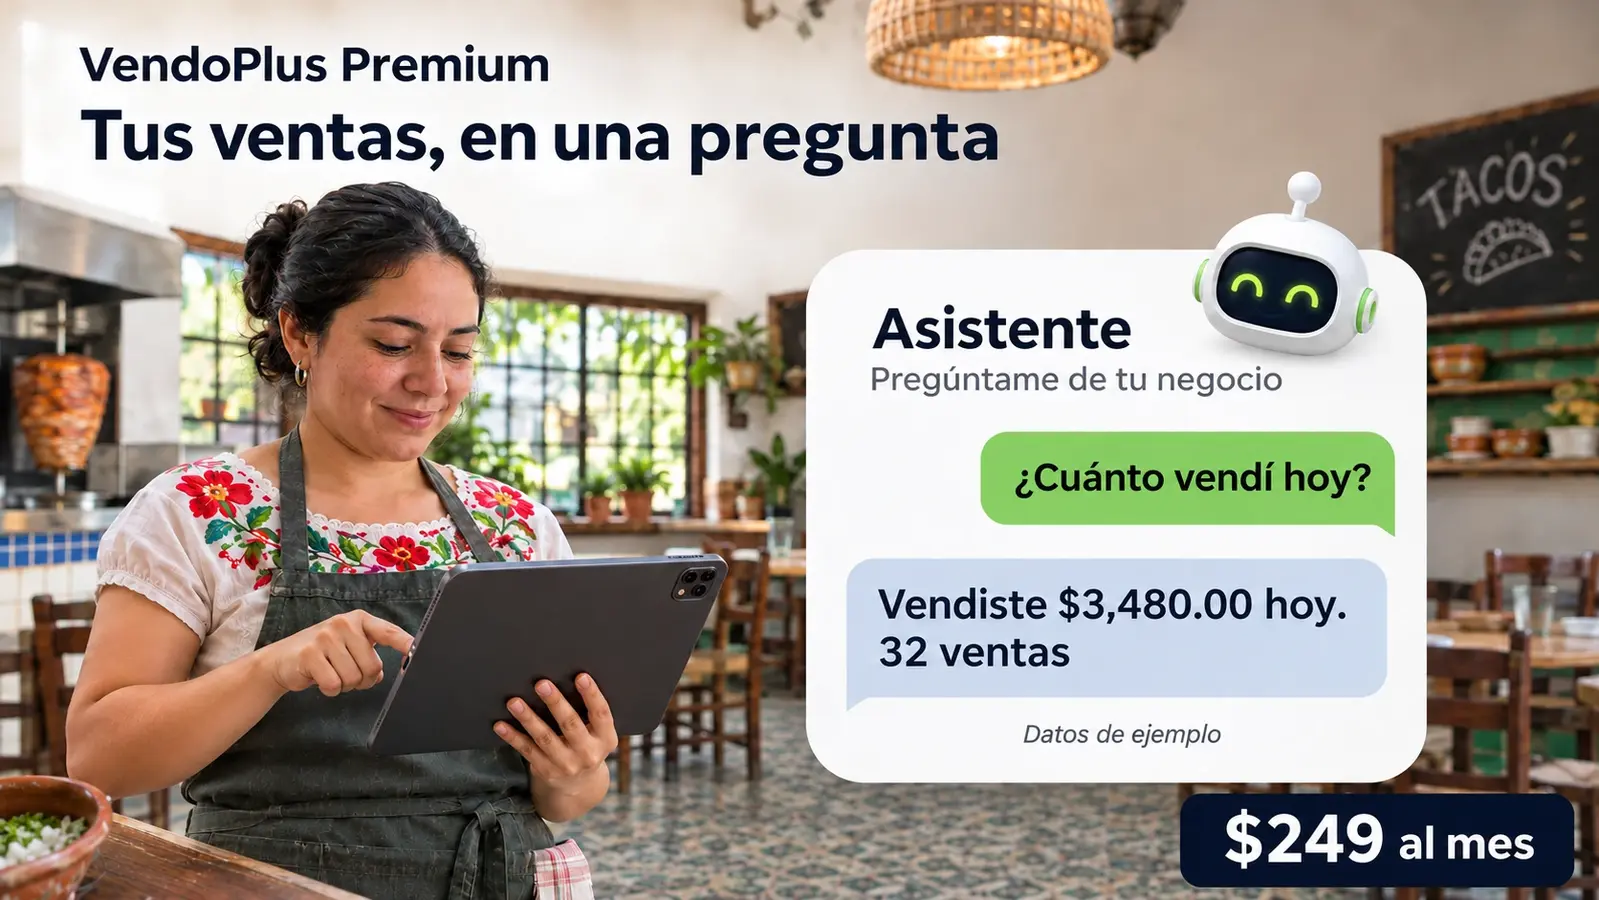 VendoPlus Premium
Tus ventas, en una pregunta
TACOS
Asistente
Pregúntame de tu negocio
¿Cuánto vendí hoy?
Vendiste $3,480.00 hoy.
32 ventas
Datos de ejemplo
$249 al mes